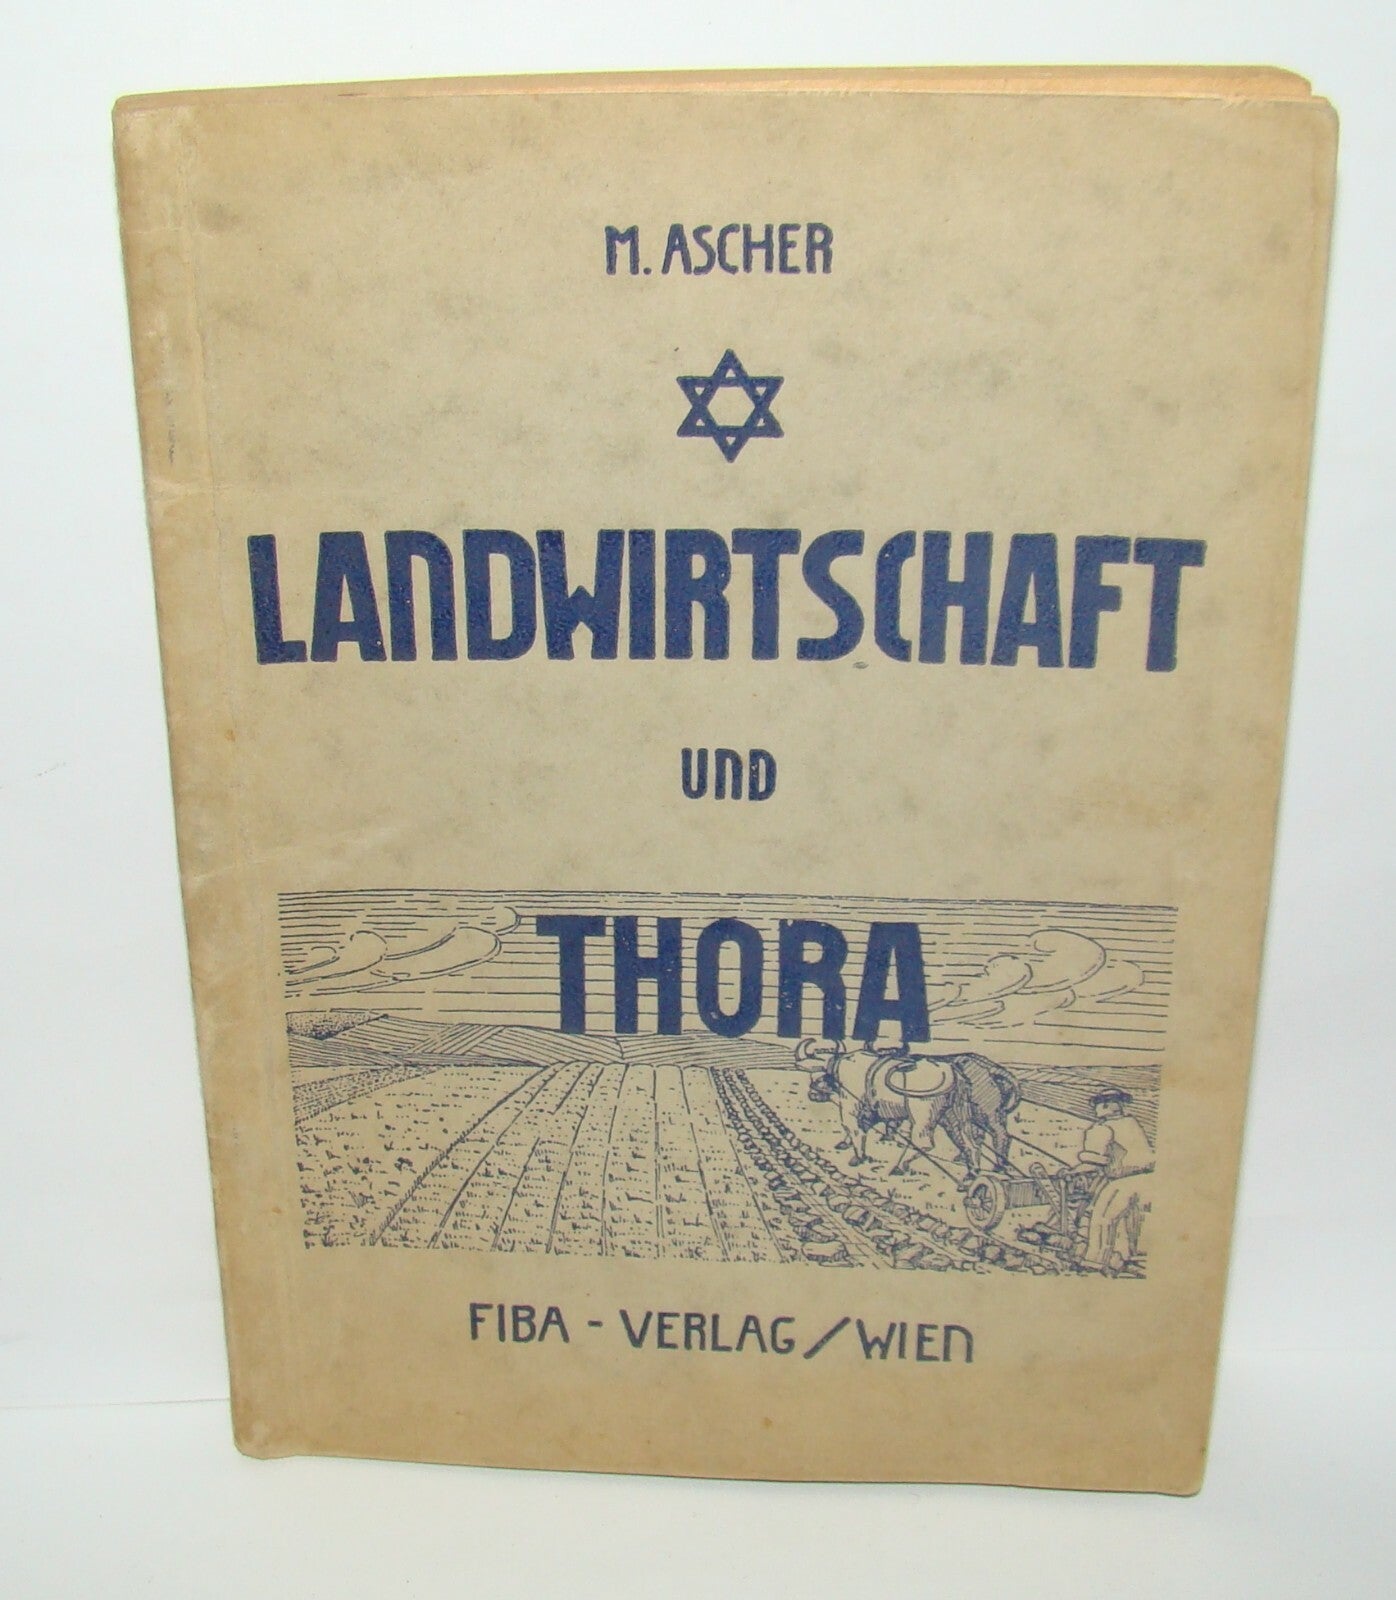 M. ASCHER
LANDWIRTSCHAFT
UND
THORA
FIBA - VERLAG / WIEN